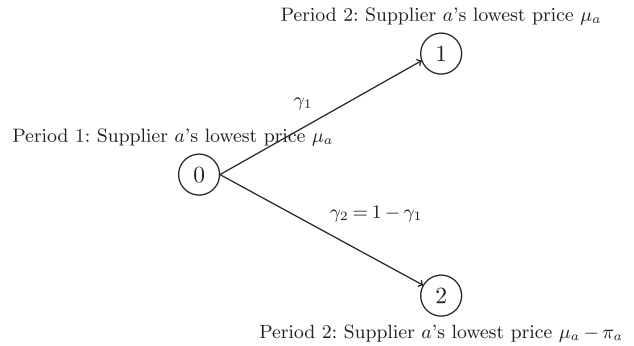 Period 2: Supplier a's lowest price μₐ
1
γ₁
Period 1: Supplier a's lowest price μₐ
0
γ₂ = 1 − γ₁
2
Period 2: Supplier a's lowest price μₐ − πₐ